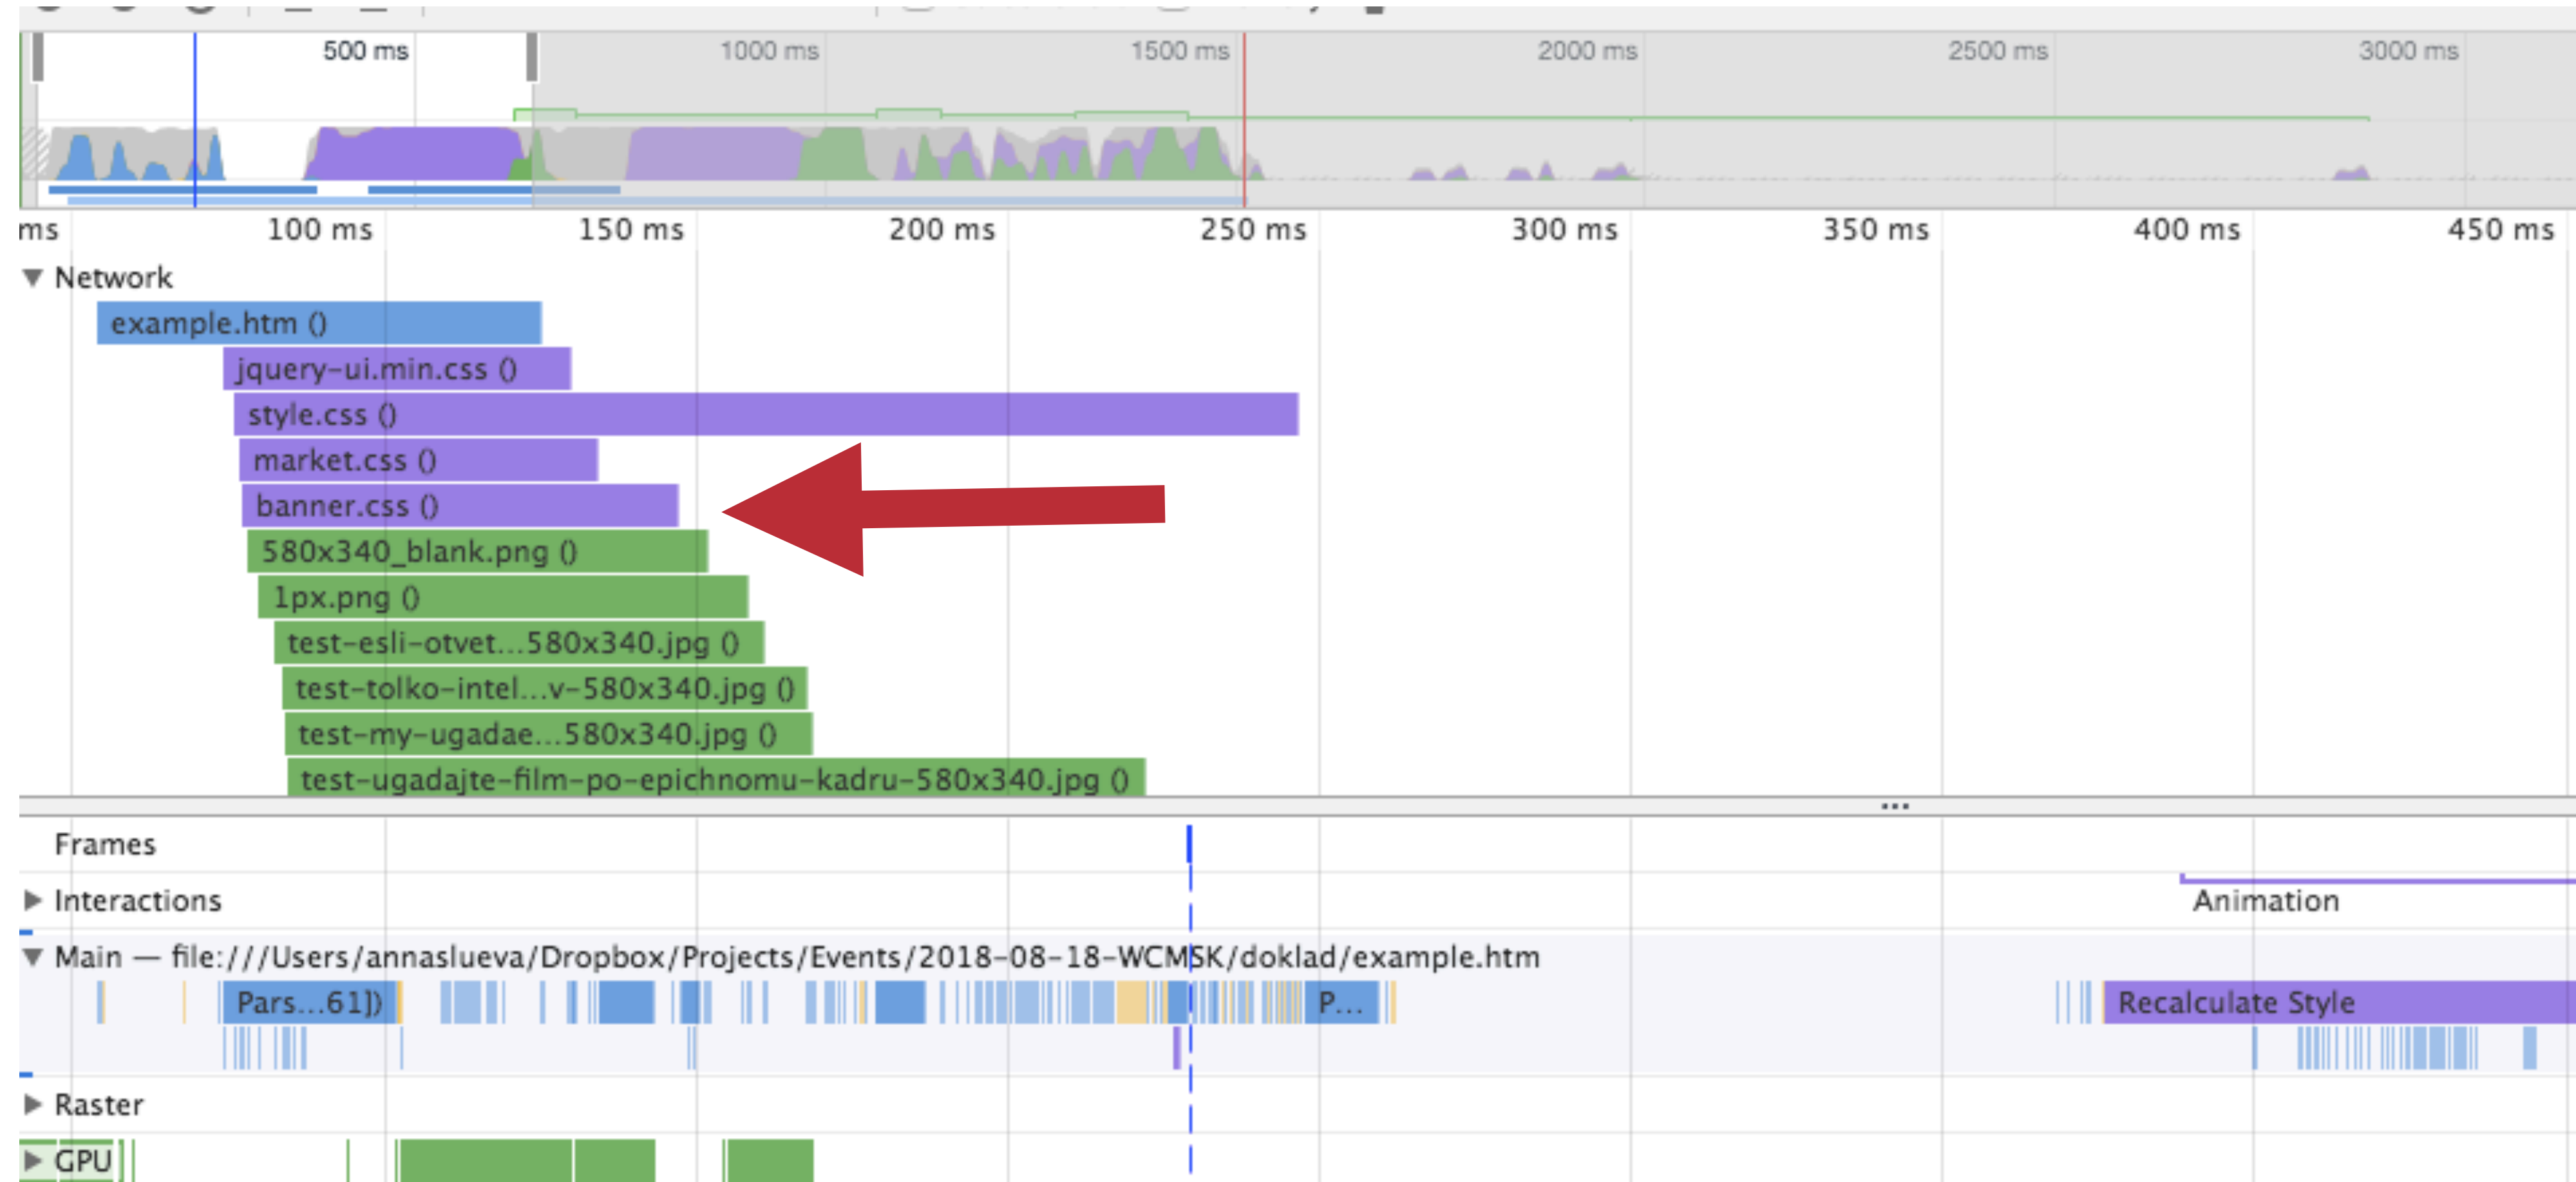 500 ms 1000 ms 1500 ms 2000 ms 2500 ms 3000 ms
ms 100 ms 150 ms 200 ms 250 ms 300 ms 350 ms 400 ms 450 ms
Network
example.htm ()
jquery-ui.min.css ()
style.css ()
market.css ()
banner.css ()
580x340_blank.png ()
1px.png ()
test-esli-otvet...580x340.jpg ()
test-tolko-intel...v-580x340.jpg ()
test-my-ugadae...580x340.jpg ()
test-ugadajte-film-po-epichnomu-kadru-580x340.jpg ()
Frames
Interactions
Animation
Main — file:///Users/annaslueva/Dropbox/Projects/Events/2018-08-18-WCMSK/doklad/example.htm
Pars...61]) P... Recalculate Style
Raster
GPU